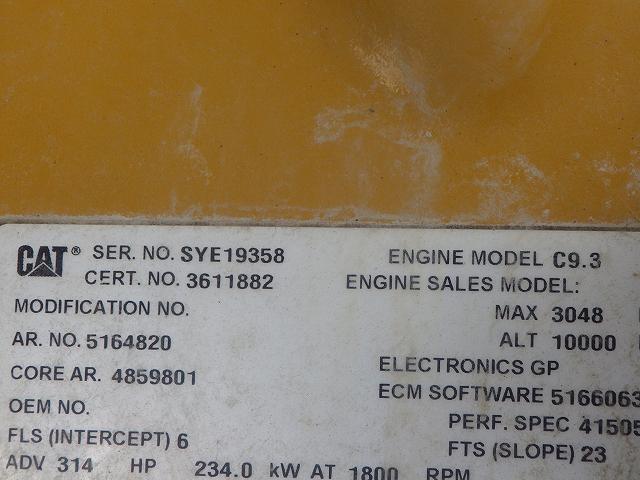 CAT® SER. NO. SYE19358 ENGINE MODEL C9.3
CERT. NO. 3611882 ENGINE SALES MODEL:
MODIFICATION NO. MAX 3048
AR. NO. 5164820 ALT 10000
ELECTRONICS GP
CORE AR. 4859801 ECM SOFTWARE 5166063
OEM NO. PERF. SPEC 41505
FLS (INTERCEPT) 6 FTS (SLOPE) 23
ADV 314 HP 234.0 kW AT 1800 RPM